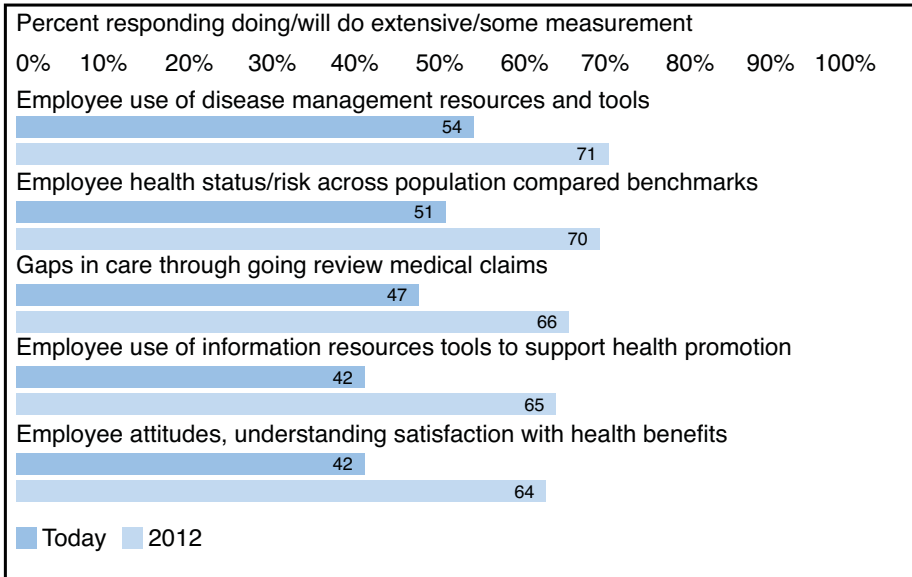 Percent responding doing/will do extensive/some measurement
0% 10% 20% 30% 40% 50% 60% 70% 80% 90% 100%
Employee use of disease management resources and tools
54
71
Employee health status/risk across population compared benchmarks
51
70
Gaps in care through going review medical claims
47
66
Employee use of information resources tools to support health promotion
42
65
Employee attitudes, understanding satisfaction with health benefits
42
64
Today 2012